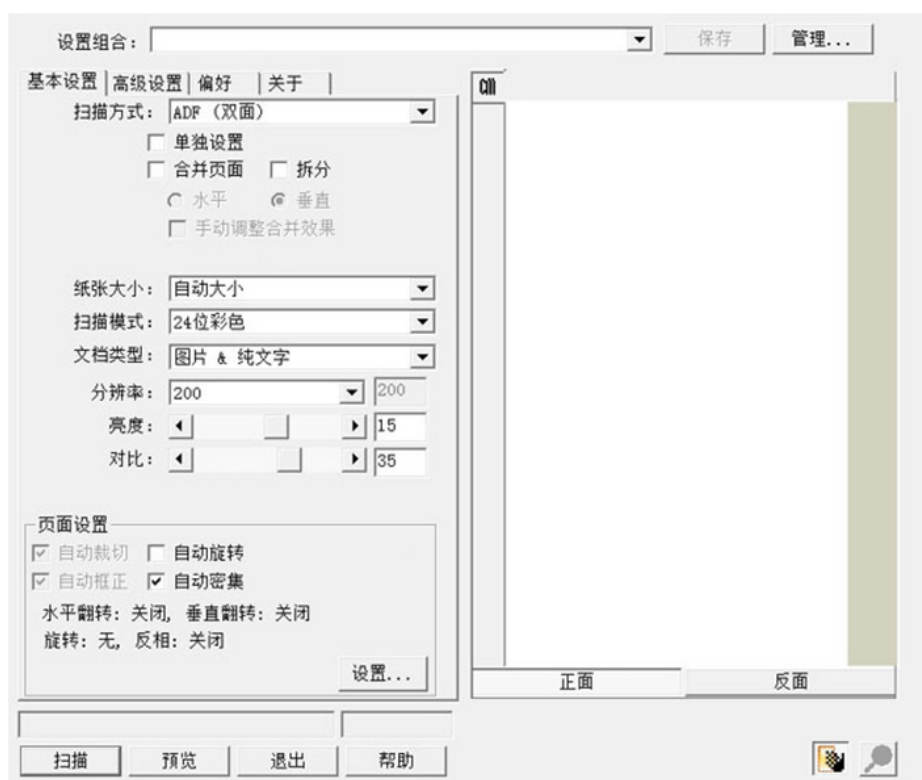 设置组合：
保存 管理...
基本设置 高级设置 偏好 关于
cm
扫描方式： ADF （双面）
单独设置
合并页面 拆分
水平 垂直
手动调整合并效果
纸张大小： 自动大小
扫描模式： 24位彩色
文档类型： 图片 & 纯文字
分辨率： 200 200
亮度： 15
对比： 35
页面设置
自动裁切 自动旋转
自动框正 自动密集
水平翻转：关闭，垂直翻转：关闭
旋转：无，反相：关闭
设置...
正面 反面
扫描 预览 退出 帮助